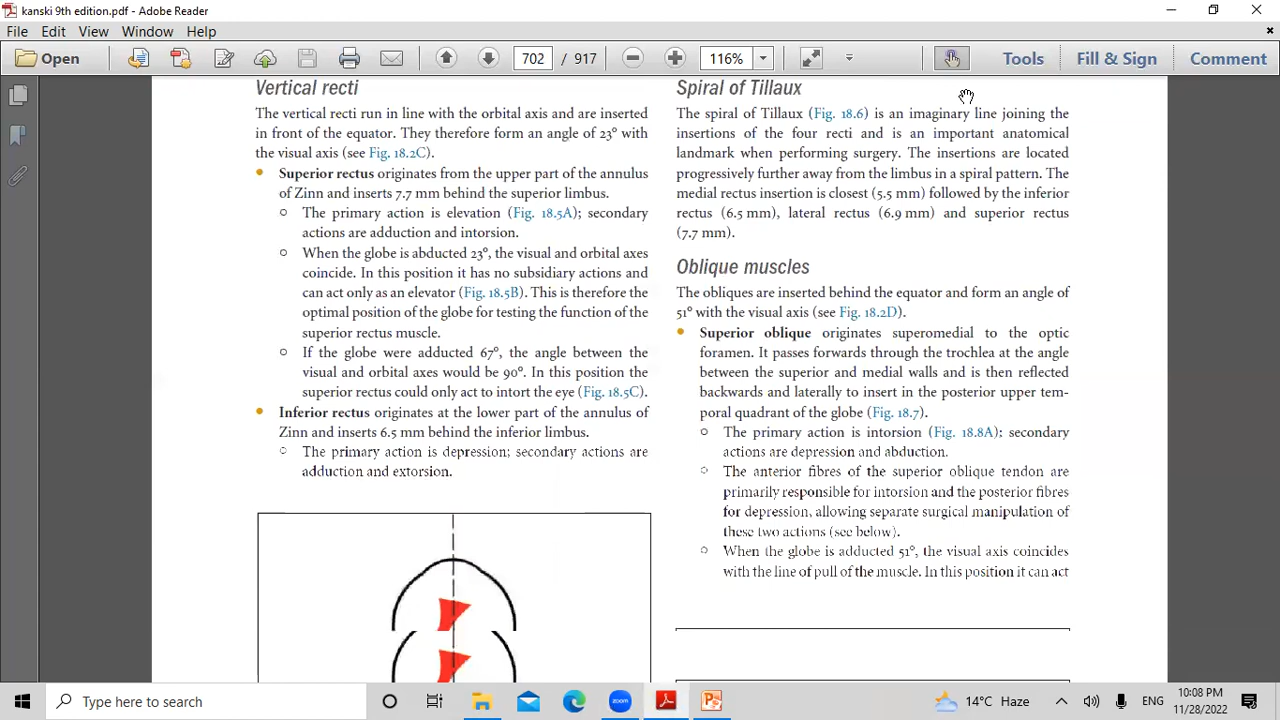 kanski 9th edition.pdf - Adobe Reader
File Edit View Window Help
Open 702 / 917 116% Tools Fill & Sign Comment
Vertical recti
The vertical recti run in line with the orbital axis and are inserted
in front of the equator. They therefore form an angle of 23° with
the visual axis (see Fig. 18.2C).
• Superior rectus originates from the upper part of the annulus
of Zinn and inserts 7.7 mm behind the superior limbus.
○ The primary action is elevation (Fig. 18.5A); secondary
actions are adduction and intorsion.
○ When the globe is abducted 23°, the visual and orbital axes
coincide. In this position it has no subsidiary actions and
can act only as an elevator (Fig. 18.5B). This is therefore the
optimal position of the globe for testing the function of the
superior rectus muscle.
○ If the globe were adducted 67°, the angle between the
visual and orbital axes would be 90°. In this position the
superior rectus could only act to intort the eye (Fig. 18.5C).
• Inferior rectus originates at the lower part of the annulus of
Zinn and inserts 6.5 mm behind the inferior limbus.
○ The primary action is depression; secondary actions are
adduction and extorsion.
Spiral of Tillaux
The spiral of Tillaux (Fig. 18.6) is an imaginary line joining the
insertions of the four recti and is an important anatomical
landmark when performing surgery. The insertions are located
progressively further away from the limbus in a spiral pattern. The
medial rectus insertion is closest (5.5 mm) followed by the inferior
rectus (6.5 mm), lateral rectus (6.9 mm) and superior rectus
(7.7 mm).
Oblique muscles
The obliques are inserted behind the equator and form an angle of
51° with the visual axis (see Fig. 18.2D).
• Superior oblique originates superomedial to the optic
foramen. It passes forwards through the trochlea at the angle
between the superior and medial walls and is then reflected
backwards and laterally to insert in the posterior upper tem-
poral quadrant of the globe (Fig. 18.7).
○ The primary action is intorsion (Fig. 18.8A): secondary
actions are depression and abduction.
○ The anterior fibres of the superior oblique tendon are
primarily responsible for intorsion and the posterior fibres
for depression, allowing separate surgical manipulation of
these two actions (see below).
○ When the globe is adducted 51°, the visual axis coincides
with the line of pull of the muscle. In this position it can act
Type here to search
zoom
14°C Haze
ENG
10:08 PM
11/28/2022